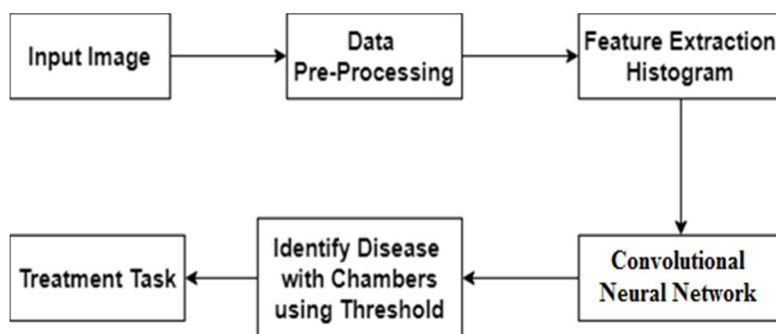 Input Image
Data
Pre-Processing
Feature Extraction
Histogram
Convolutional
Neural Network
Identify Disease
with Chambers
using Threshold
Treatment Task